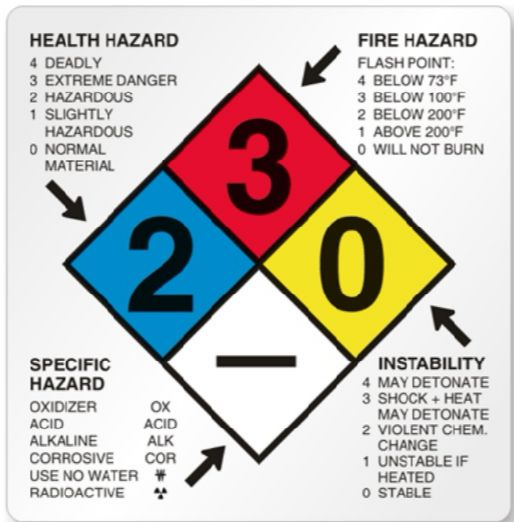 HEALTH HAZARD
4 DEADLY
3 EXTREME DANGER
2 HAZARDOUS
1 SLIGHTLY
HAZARDOUS
0 NORMAL
MATERIAL
FIRE HAZARD
FLASH POINT:
4 BELOW 73°F
3 BELOW 100°F
2 BELOW 200°F
1 ABOVE 200°F
0 WILL NOT BURN
3
2
0
—
SPECIFIC
HAZARD
OXIDIZER OX
ACID ACID
ALKALINE ALK
CORROSIVE COR
USE NO WATER W
RADIOACTIVE ☢
INSTABILITY
4 MAY DETONATE
3 SHOCK + HEAT
MAY DETONATE
2 VIOLENT CHEM.
CHANGE
1 UNSTABLE IF
HEATED
0 STABLE